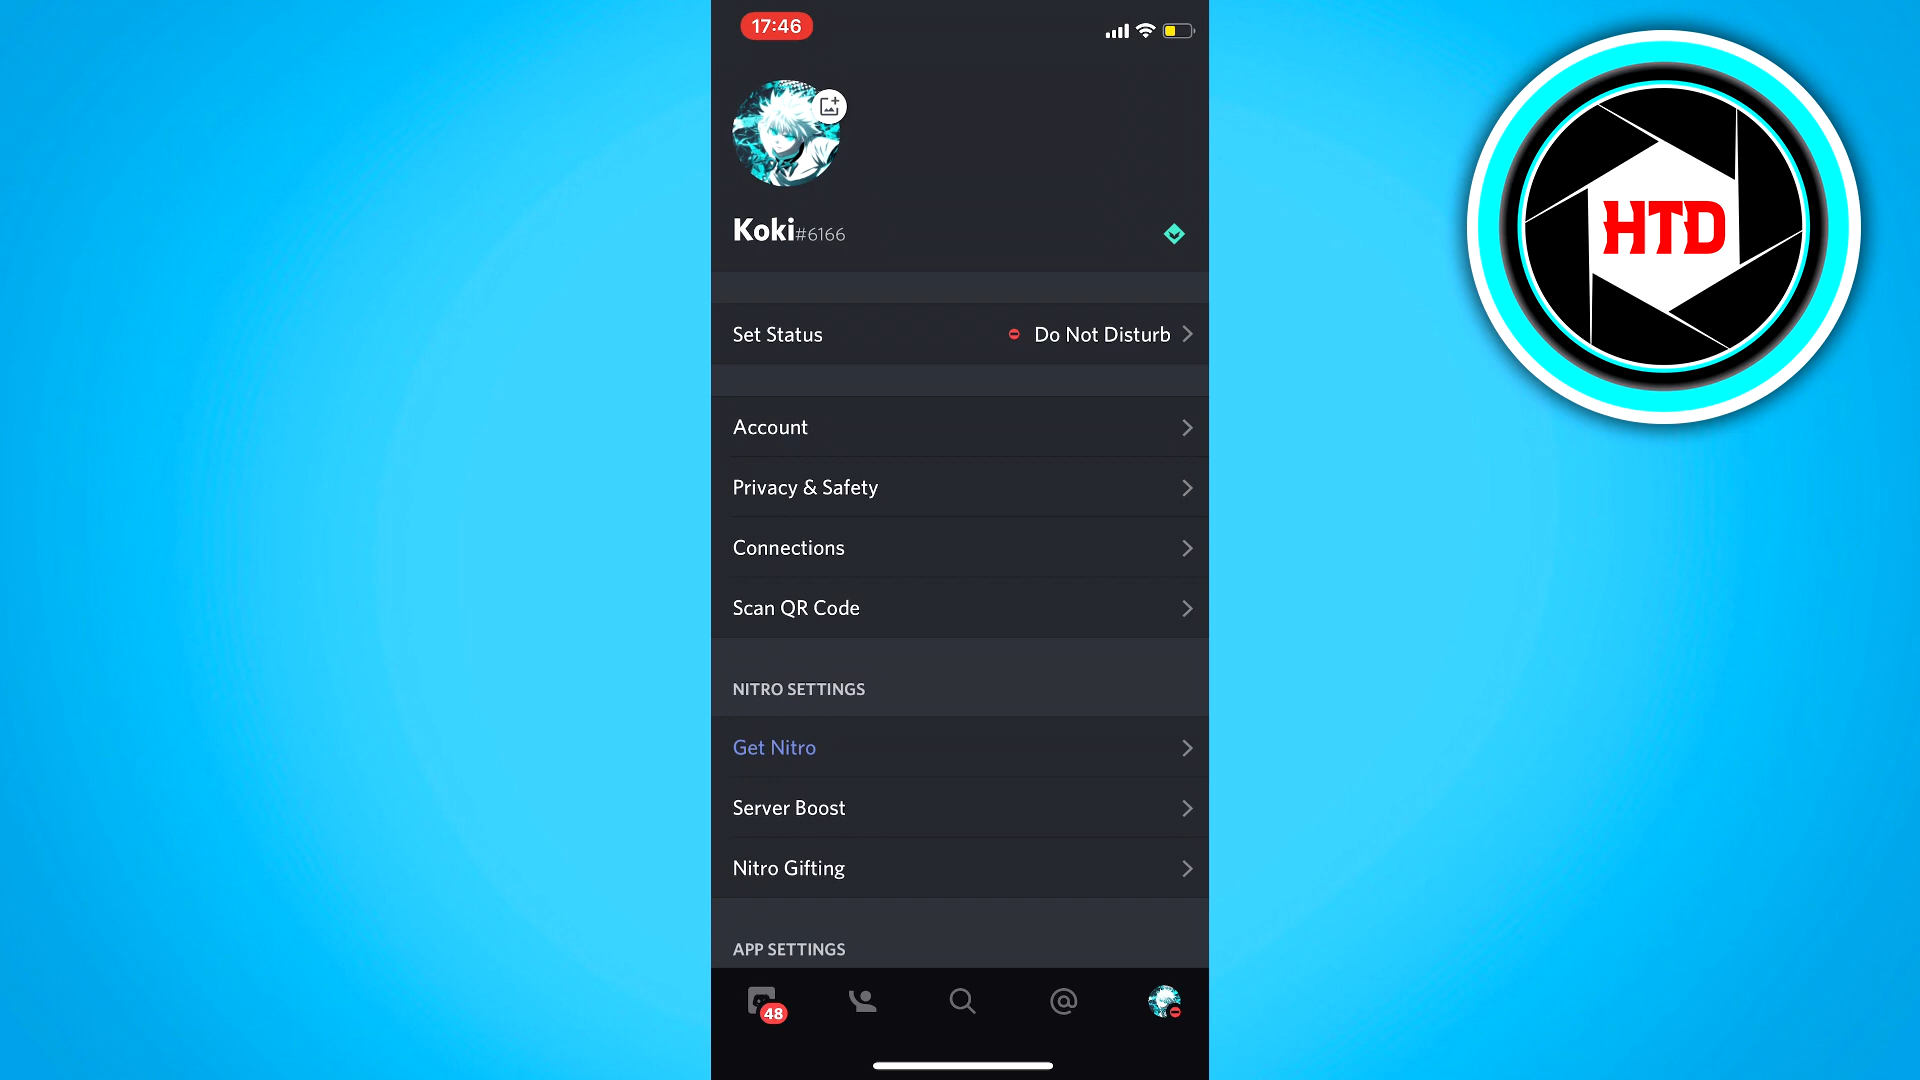 17:46
HTD
Koki#6166
Set Status Do Not Disturb
Account
Privacy & Safety
Connections
Scan QR Code
NITRO SETTINGS
Get Nitro
Server Boost
Nitro Gifting
APP SETTINGS
48